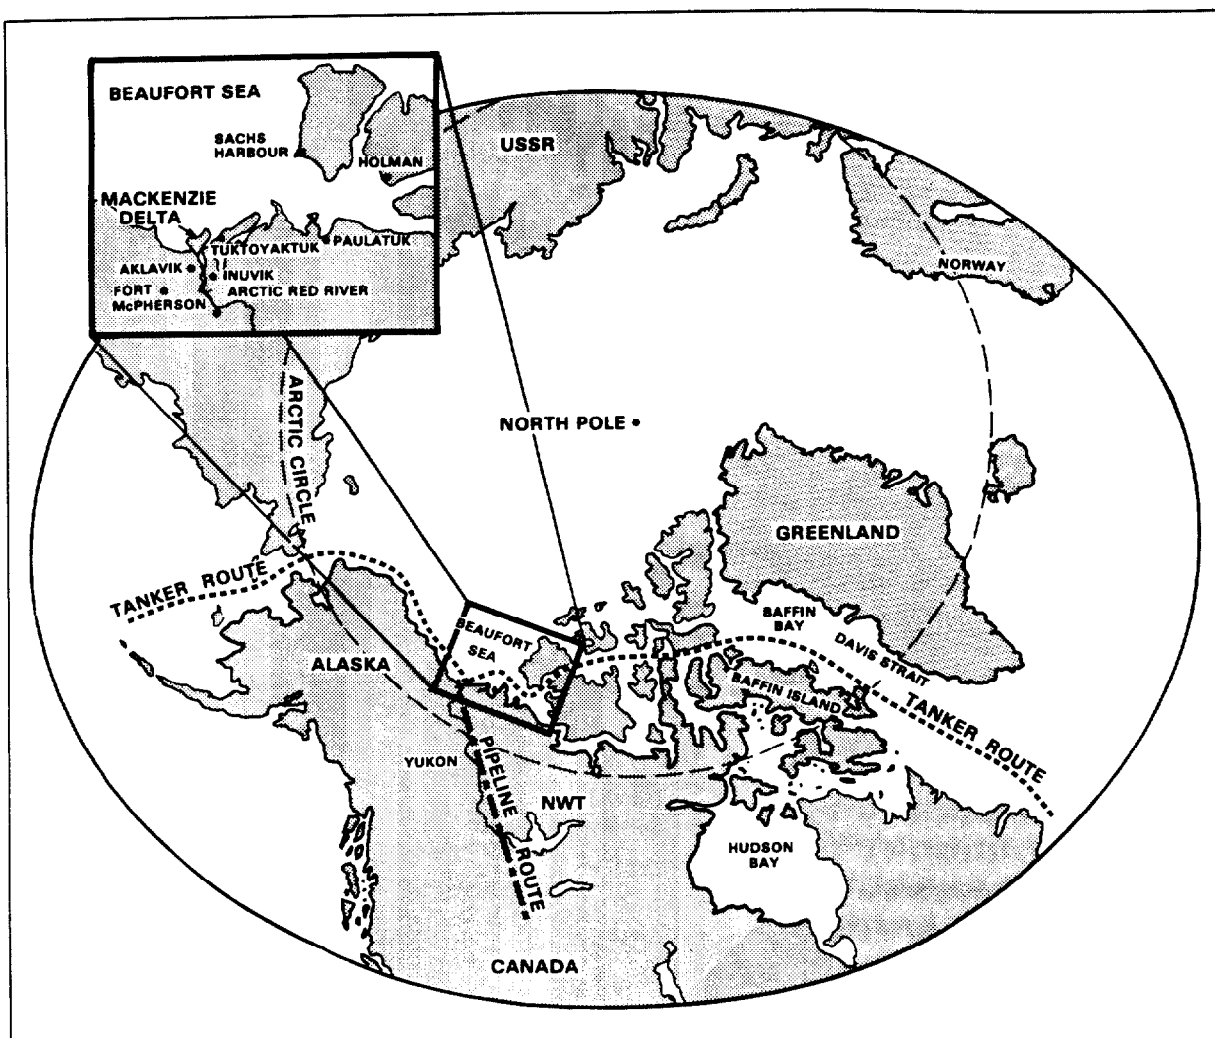 BEAUFORT SEA
SACHS
HARBOUR
HOLMAN
MACKENZIE
DELTA
TUKTOYAKTUK
PAULATUK
AKLAVIK
INUVIK
FORT
McPHERSON
ARCTIC RED RIVER
USSR
NORWAY
ARCTIC CIRCLE
NORTH POLE
GREENLAND
TANKER ROUTE
BEAUFORT
SEA
BAFFIN
BAY
DAVIS STRAIT
ALASKA
BAFFIN ISLAND
TANKER ROUTE
YUKON
PIPELINE ROUTE
NWT
HUDSON
BAY
CANADA